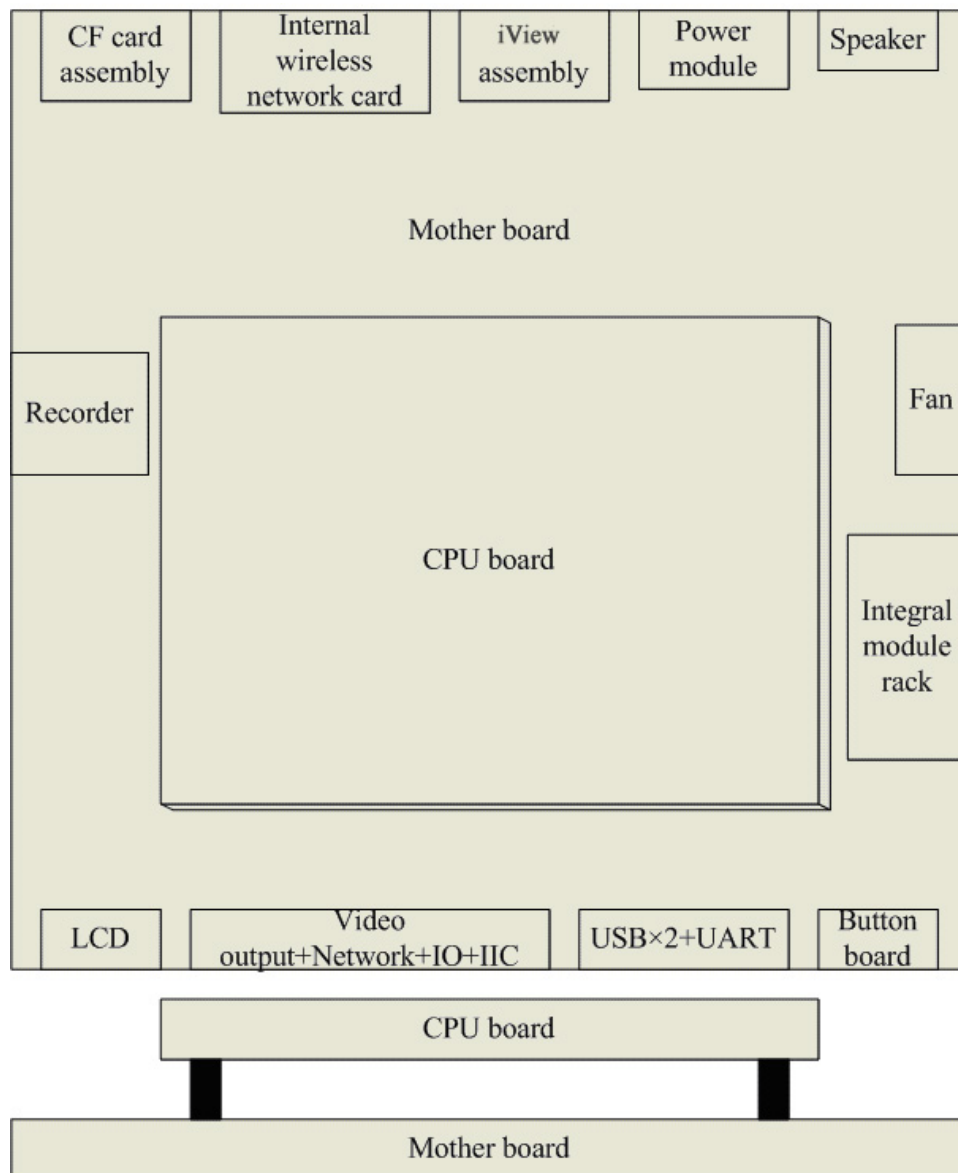 CF card
assembly
Internal
wireless
network card
iView
assembly
Power
module
Speaker
Mother board
Recorder
Fan
CPU board
Integral
module
rack
LCD
Video
output+Network+IO+IIC
USB×2+UART
Button
board
CPU board
Mother board